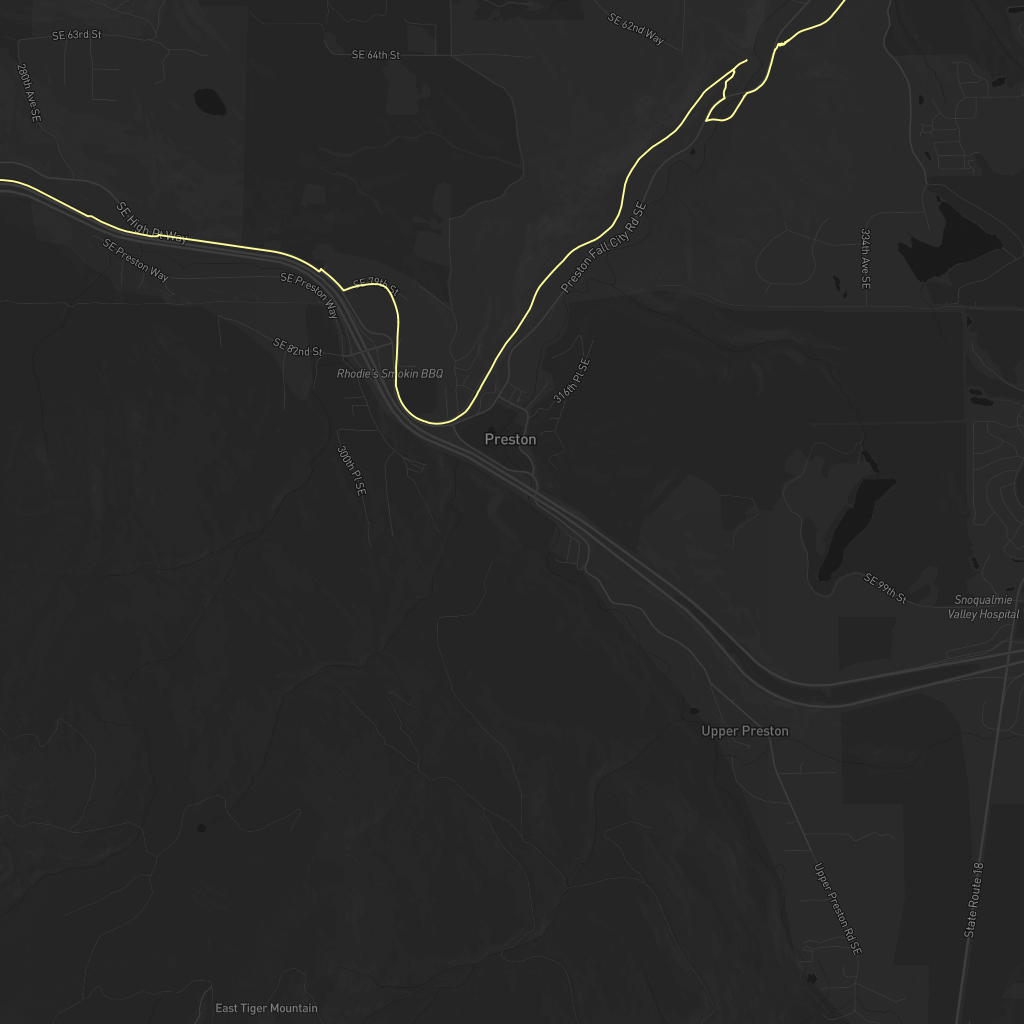 SE 62nd Way
SE 63rd St
SE 64th St
280th Ave SE
SE High Pt Way
SE Preston Way
334th Ave SE
Preston Fall City Rd SE
SE 79th St
SE Preston Way
SE 82nd St
Rhodie's Smokin BBQ
316th Pl SE
Preston
300th Pl SE
SE 99th St
Snoqualmie
Valley Hospital
Upper Preston
Upper Preston Rd SE
State Route 18
East Tiger Mountain